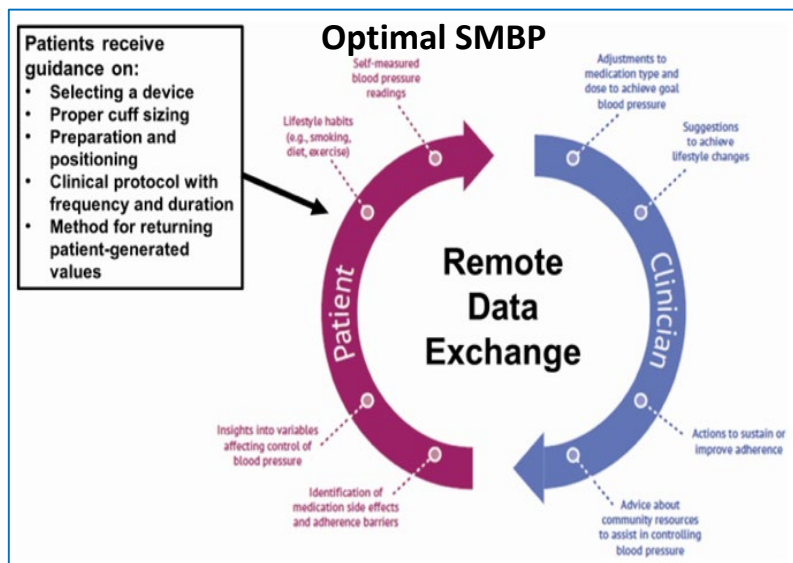 Optimal SMBP
Patients receive
guidance on:
• Selecting a device
• Proper cuff sizing
• Preparation and
positioning
• Clinical protocol with
frequency and duration
• Method for returning
patient-generated
values
Self-measured
blood pressure
readings
Lifestyle habits
(e.g., smoking,
diet, exercise)
Patient
Insights into variables
affecting control of
blood pressure
Identification of
medication side effects
and adherence barriers
Remote
Data
Exchange
Adjustments to
medication type and
dose to achieve goal
blood pressure
Suggestions
to achieve
lifestyle changes
Clinician
Actions to sustain or
improve adherence
Advice about
community resources
to assist in controlling
blood pressure